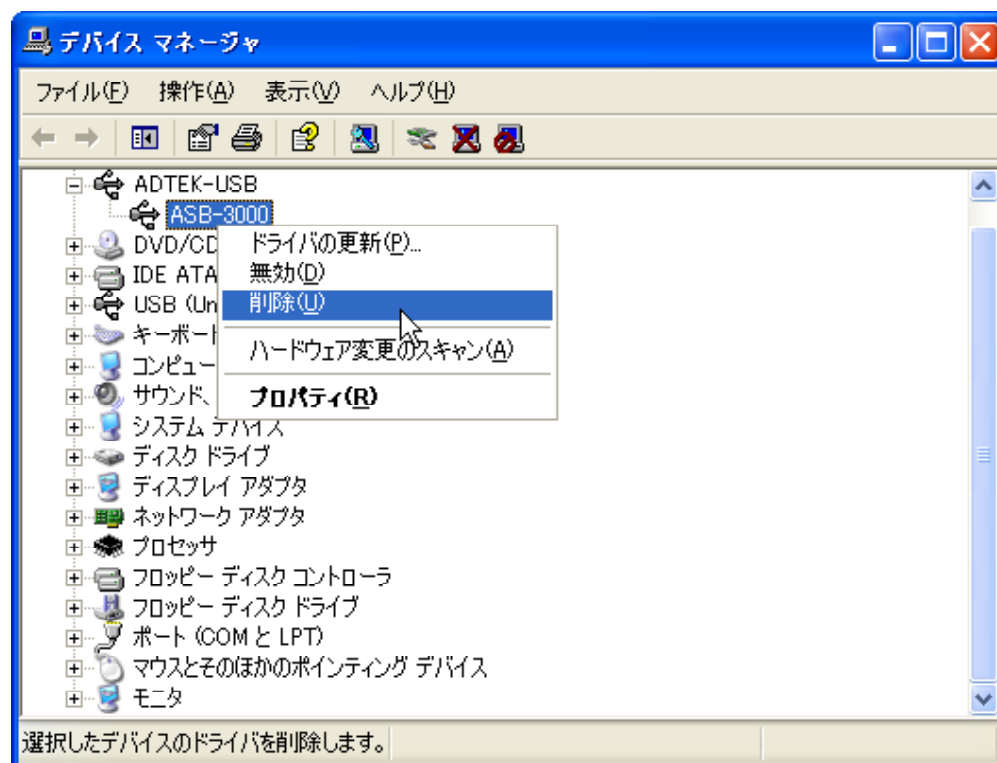 デバイス マネージャ
ファイル(F) 操作(A) 表示(V) ヘルプ(H)
ADTEK-USB
ASB-3000
DVD/CD
IDE ATA
USB (Un
キーボード
コンピュー
サウンド、
システム デバイス
ディスク ドライブ
ディスプレイ アダプタ
ネットワーク アダプタ
プロセッサ
フロッピー ディスク コントローラ
フロッピー ディスク ドライブ
ポート (COM と LPT)
マウスとそのほかのポインティング デバイス
モニタ
ドライバの更新(P)...
無効(D)
削除(U)
ハードウェア変更のスキャン(A)
プロパティ(R)
選択したデバイスのドライバを削除します。